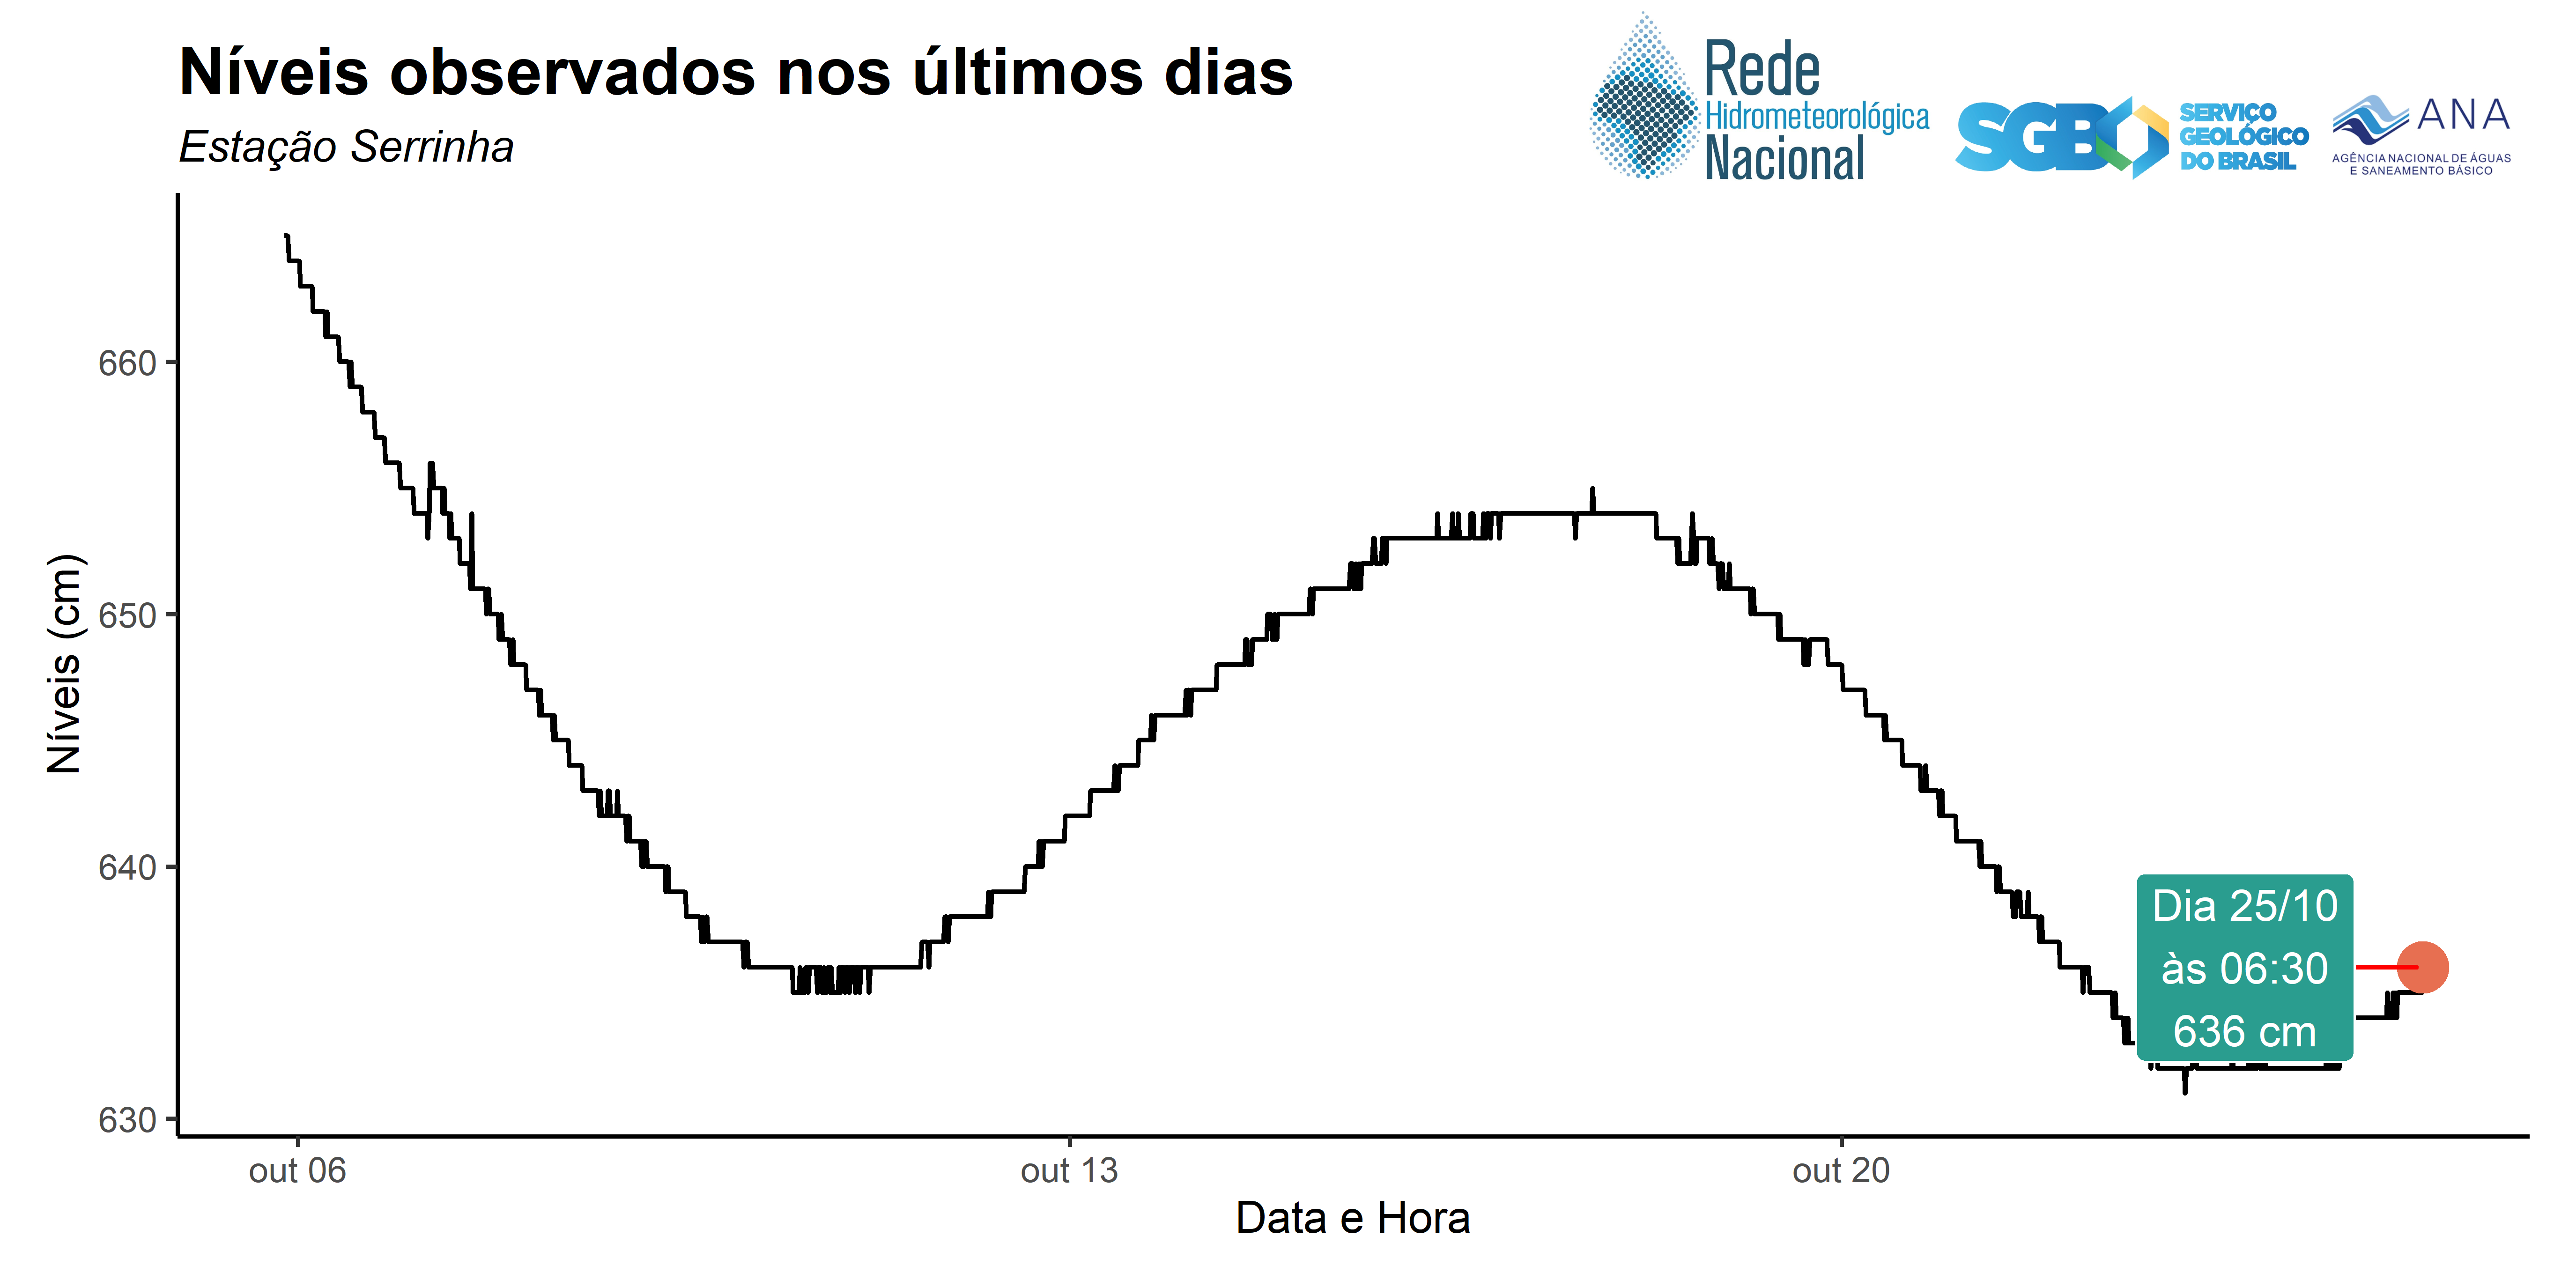 Níveis observados nos últimos dias
Estação Serrinha
Rede
Hidrometeorológica
Nacional
SGB
SERVIÇO
GEOLÓGICO
DO BRASIL
ANA
AGÊNCIA NACIONAL DE ÁGUAS
E SANEAMENTO BÁSICO
Níveis (cm)
660
650
640
630
Dia 25/10
às 06:30
636 cm
out 06
out 13
out 20
Data e Hora